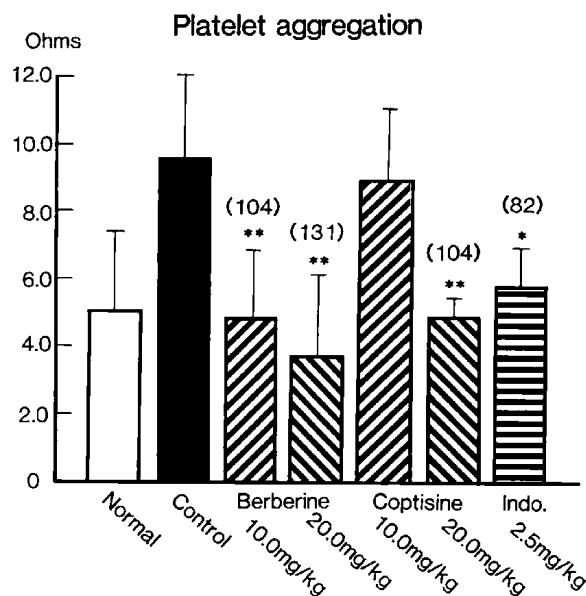 Platelet aggregation
Ohms
12.0
10.0
8.0
6.0
4.0
2.0
0
(104)
**
(131)
**
(104)
**
(82)
*
Normal
Control
Berberine
10.0mg/kg
20.0mg/kg
Coptisine
10.0mg/kg
20.0mg/kg
Indo.
2.5mg/kg